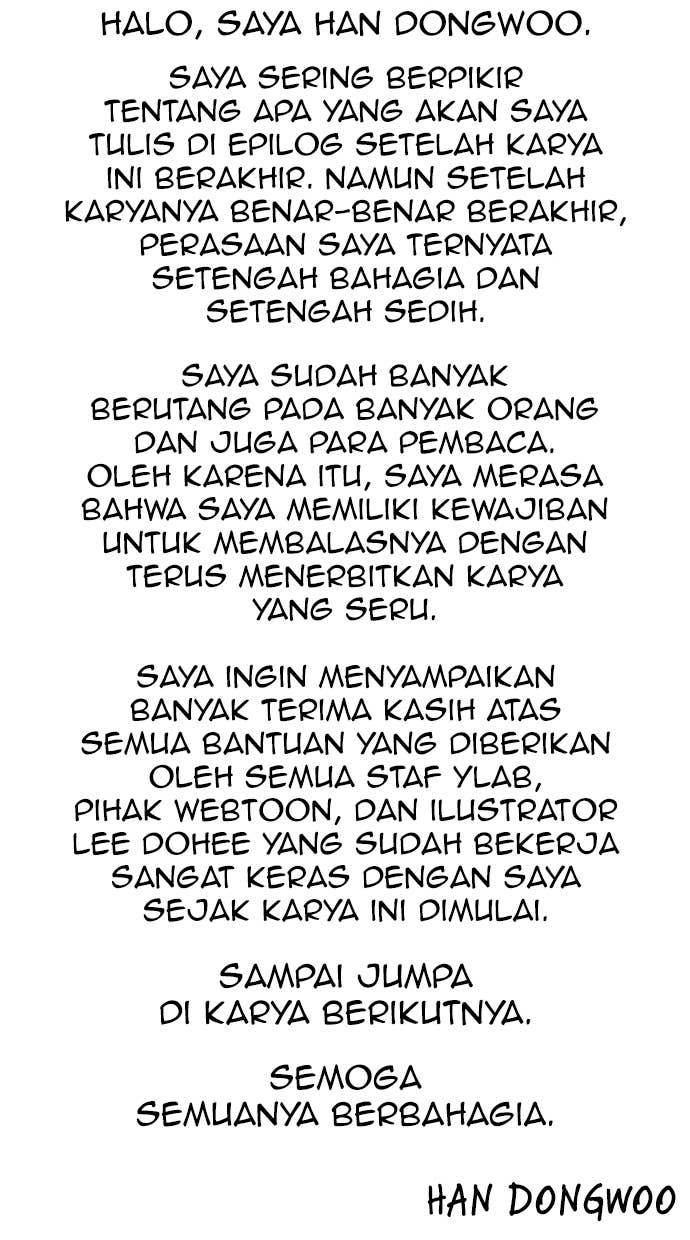 HALO, SAYA HAN DONGWOO.
SAYA SERING BERPIKIR
TENTANG APA YANG AKAN SAYA
TULIS DI EPILOG SETELAH KARYA
INI BERAKHIR. NAMUN SETELAH
KARYANYA BENAR-BENAR BERAKHIR,
PERASAAN SAYA TERNYATA
SETENGAH BAHAGIA DAN
SETENGAH SEDIH.
SAYA SUDAH BANYAK
BERUTANG PADA BANYAK ORANG
DAN JUGA PARA PEMBACA.
OLEH KARENA ITU, SAYA MERASA
BAHWA SAYA MEMILIKI KEWAJIBAN
UNTUK MEMBALASNYA DENGAN
TERUS MENERBITKAN KARYA
YANG SERU.
SAYA INGIN MENYAMPAIKAN
BANYAK TERIMA KASIH ATAS
SEMUA BANTUAN YANG DIBERIKAN
OLEH SEMUA STAF YLAB,
PIHAK WEBTOON, DAN ILUSTRATOR
LEE DOHEE YANG SUDAH BEKERJA
SANGAT KERAS DENGAN SAYA
SEJAK KARYA INI DIMULAI.
SAMPAI JUMPA
DI KARYA BERIKUTNYA.
SEMOGA
SEMUANYA BERBAHAGIA.
HAN DONGWOO